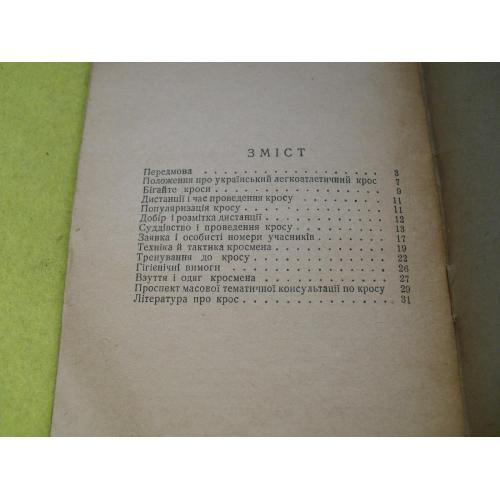 ЗМІСТ
Передмова . . . . . . . . . . . . . . . 3
Положення про український легкоатлетичний крос 7
Бігайте кроси . . . . . . . . . . . . . . 9
Дистанції і час проведення кросу . . . . . . . 11
Популяризація кросу . . . . . . . . . . . . 11
Добір і розмітка дистанції . . . . . . . . . . 12
Суддівство і проведення кросу . . . . . . . . 13
Заявка і особисті номери учасників . . . . . . 17
Техніка й тактика кросмена . . . . . . . . . 19
Тренування до кросу . . . . . . . . . . . . 22
Гігієнічні вимоги . . . . . . . . . . . . . 26
Взуття і одяг кросмена . . . . . . . . . . . 27
Проспект масової тематичної консультації по кросу 29
Література про крос . . . . . . . . . . . . 31